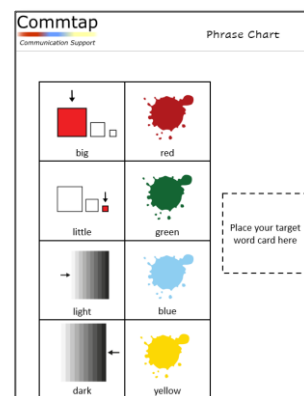 Commtap
Communication Support
Phrase Chart
big
red
little
green
Place your target
word card here
light
blue
dark
yellow